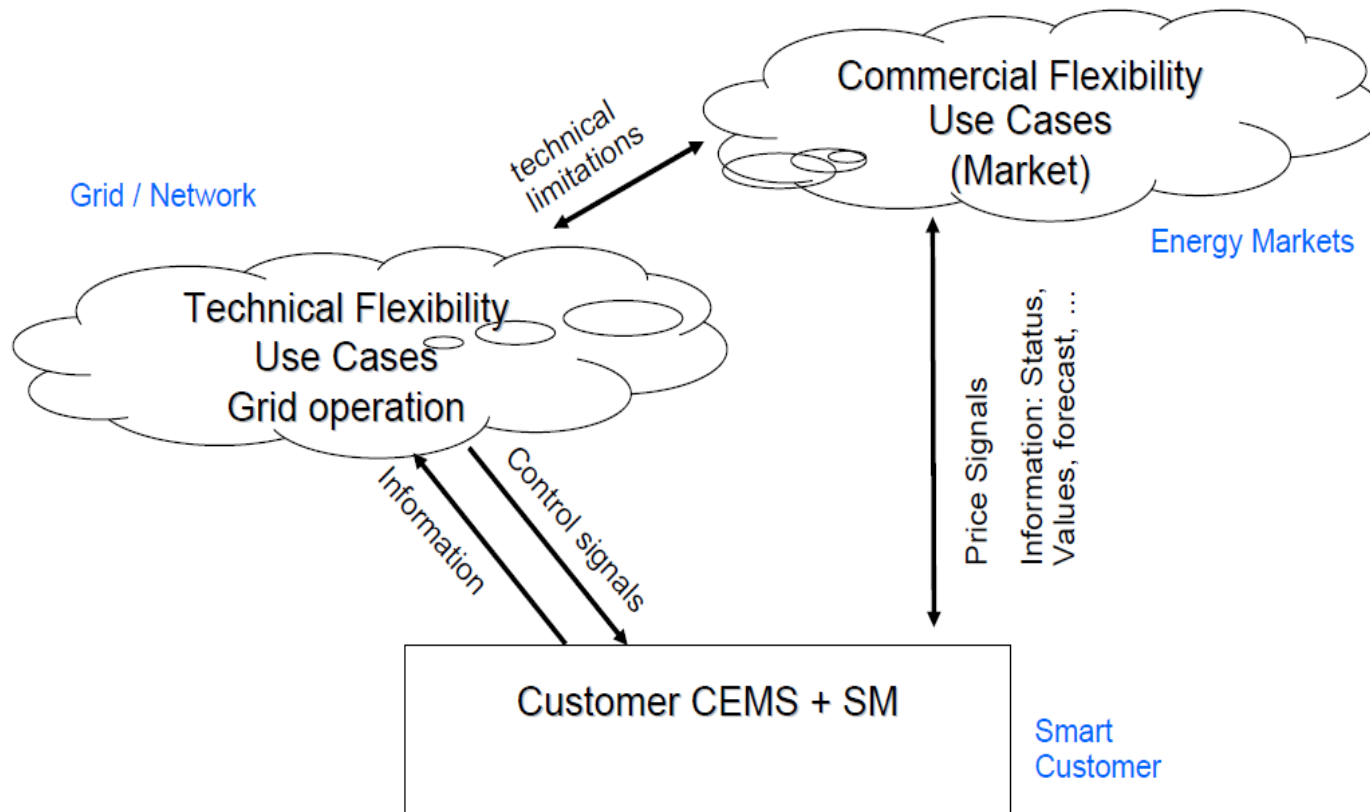 Commercial Flexibility
Use Cases
(Market)
technical
limitations
Grid / Network
Energy Markets
Technical Flexibility
Use Cases
Grid operation
Price Signals
Information: Status,
Values, forecast, ...
Control signals
Information
Customer CEMS + SM
Smart
Customer